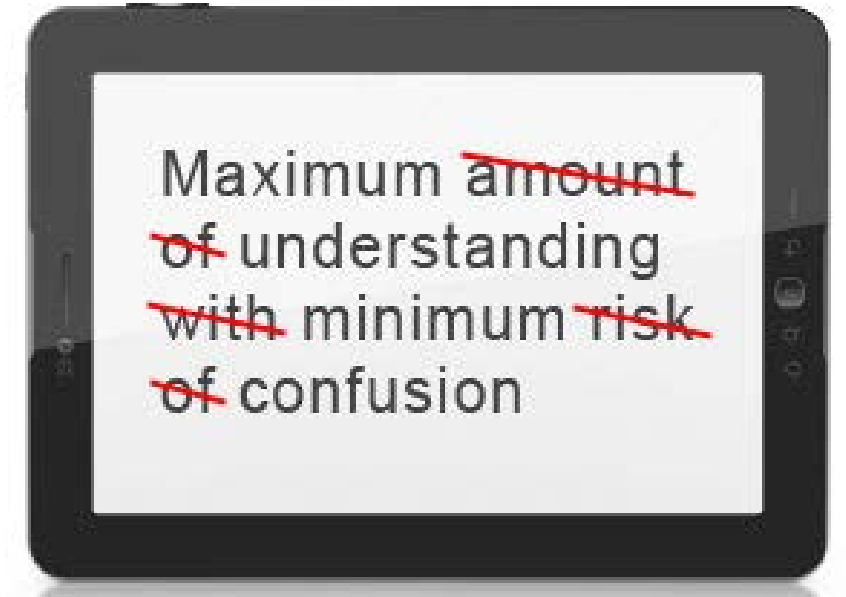 Maximum amount
of understanding
with minimum risk
of confusion